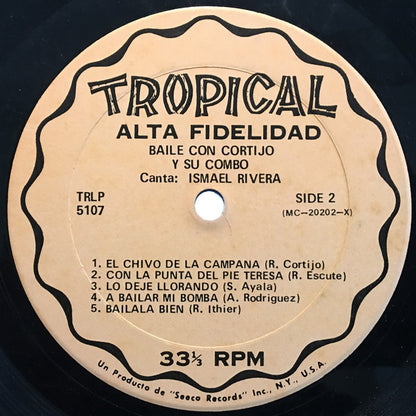 TROPICAL
ALTA FIDELIDAD
BAILE CON CORTIJO
Y SU COMBO
Canta: ISMAEL RIVERA
TRLP
5107
SIDE 2
(MC-20202-X)
1. EL CHIVO DE LA CAMPANA (R. Cortijo)
2. CON LA PUNTA DEL PIE TERESA (R. Escute)
3. LO DEJE LLORANDO (S. Ayala)
4. A BAILAR MI BOMBA (A. Rodriguez)
5. BAILALA BIEN (R. Ithier)
33⅓ RPM
Un Producto de "Seeco Records" Inc., N.Y., U.S.A.